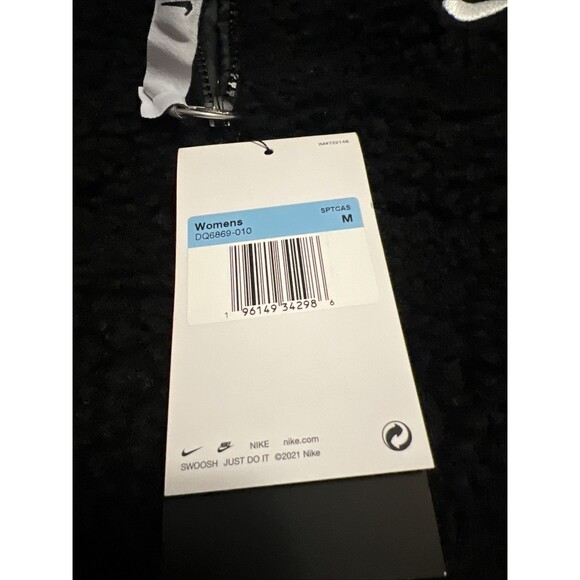 Womens
DQ6869-010
SPTCAS
M
1 96149 34298 6
NIKE nike.com
SWOOSH JUST DO IT ©2021 Nike